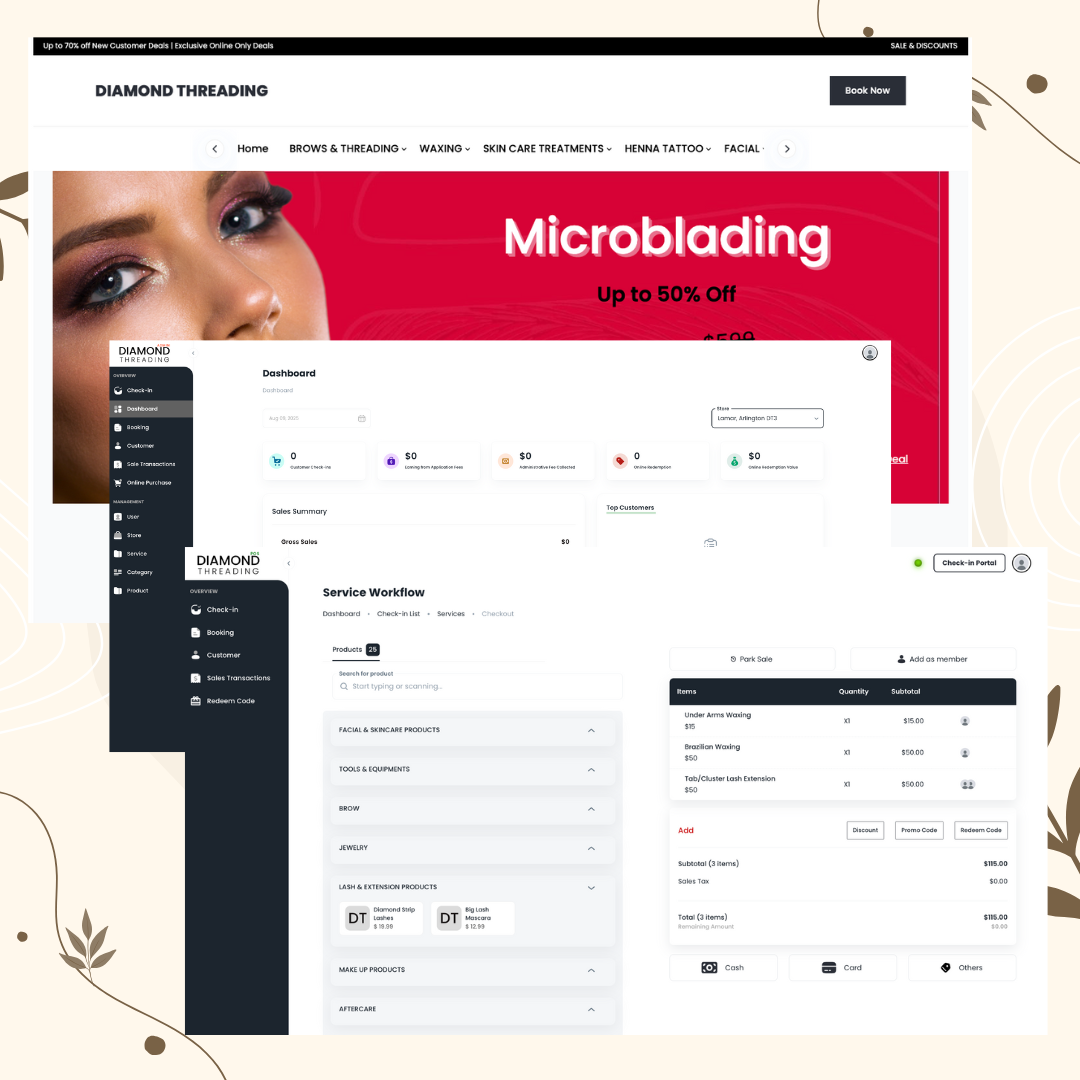 Up to 70% off New Customer Deals | Exclusive Online Only Deals
SALE & DISCOUNTS
DIAMOND THREADING
Book Now
Home
BROWS & THREADING
WAXING
SKIN CARE TREATMENTS
HENNA TATTOO
FACIAL
Microblading
Up to 50% Off
$599
DIAMOND
THREADING
OVERVIEW
Check-in
Dashboard
Booking
Customer
Sale Transactions
Online Purchase
MANAGEMENT
User
Store
Service
Category
Product
Dashboard
Dashboard
Aug 09, 2025
Store
Lamar, Arlington DT3
0
Customer Check-ins
$0
Earning from Application Fees
$0
Administrative Fee Collected
0
Online Redemption
$0
Online Redemption Value
eal
Sales Summary
Gross Sales
$0
Top Customers
POS
DIAMOND
THREADING
OVERVIEW
Check-in
Booking
Customer
Sales Transactions
Redeem Code
Check-in Portal
Service Workflow
Dashboard • Check-in List • Services • Checkout
Products 25
Search for product
Start typing or scanning...
FACIAL & SKINCARE PRODUCTS
TOOLS & EQUIPMENTS
BROW
JEWELRY
LASH & EXTENSION PRODUCTS
DT
Diamond Strip
Lashes
$ 19.99
DT
Big Lash
Mascara
$ 12.99
MAKE UP PRODUCTS
AFTERCARE
Park Sale
Add as member
Items Quantity Subtotal
Under Arms Waxing
$15
X1
$15.00
Brazilian Waxing
$50
X1
$50.00
Tab/Cluster Lash Extension
$50
X1
$50.00
Add
Discount
Promo Code
Redeem Code
Subtotal (3 items) $115.00
Sales Tax $0.00
Total (3 items) $115.00
Remaining Amount $0.00
Cash
Card
Others